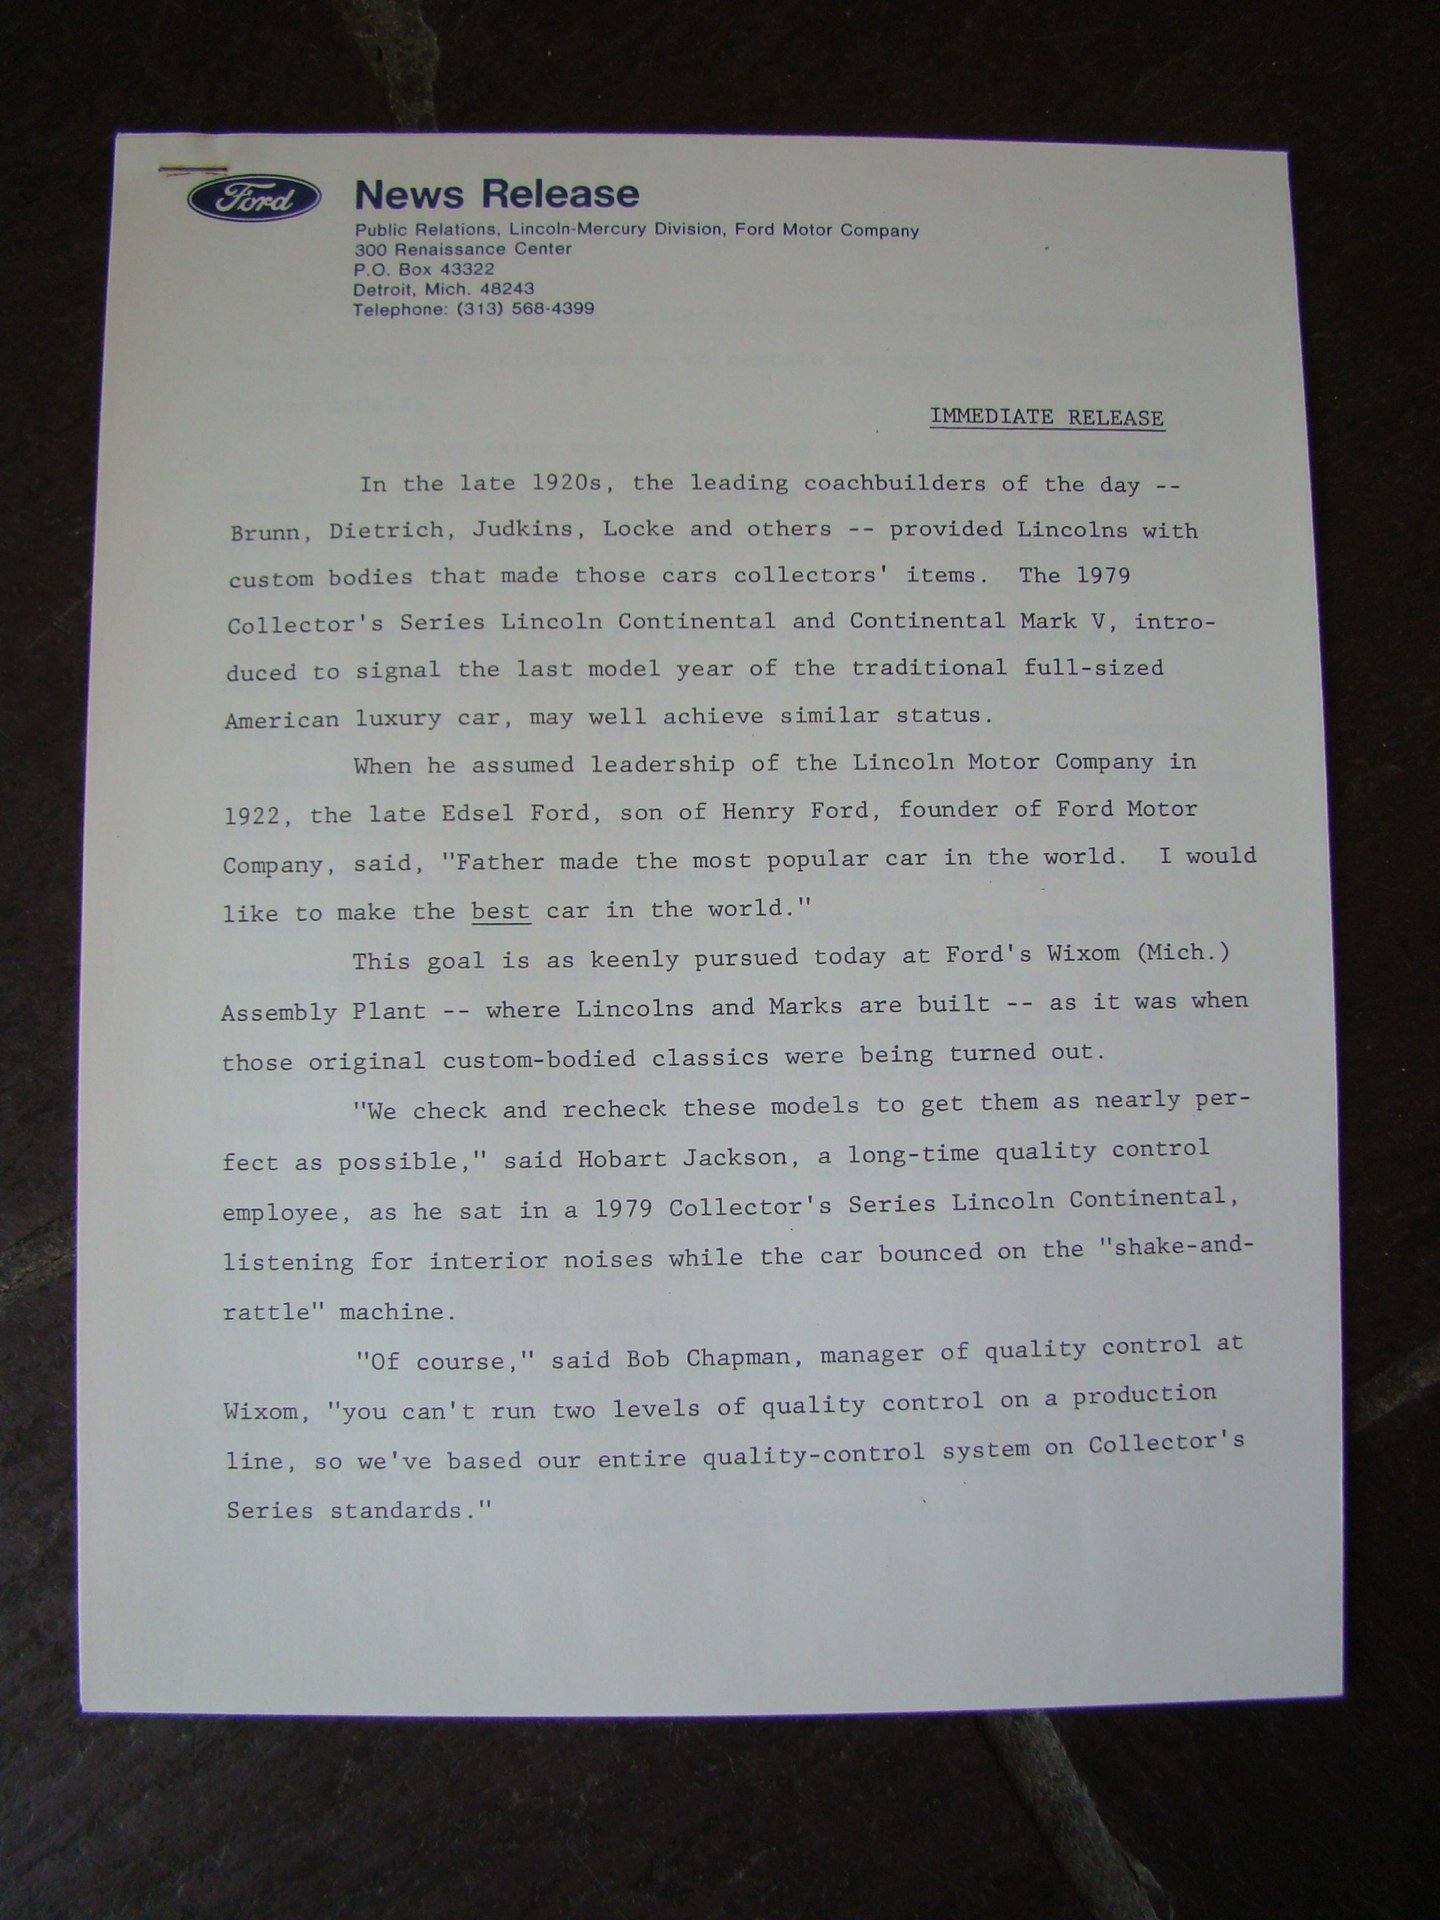 Ford
News Release
Public Relations, Lincoln-Mercury Division, Ford Motor Company
300 Renaissance Center
P.O. Box 43322
Detroit, Mich. 48243
Telephone: (313) 568-4399
IMMEDIATE RELEASE
In the late 1920s, the leading coachbuilders of the day --
Brunn, Dietrich, Judkins, Locke and others -- provided Lincolns with
custom bodies that made those cars collectors' items. The 1979
Collector's Series Lincoln Continental and Continental Mark V, intro-
duced to signal the last model year of the traditional full-sized
American luxury car, may well achieve similar status.
When he assumed leadership of the Lincoln Motor Company in
1922, the late Edsel Ford, son of Henry Ford, founder of Ford Motor
Company, said, "Father made the most popular car in the world. I would
like to make the best car in the world."
This goal is as keenly pursued today at Ford's Wixom (Mich.)
Assembly Plant -- where Lincolns and Marks are built -- as it was when
those original custom-bodied classics were being turned out.
"We check and recheck these models to get them as nearly per-
fect as possible," said Hobart Jackson, a long-time quality control
employee, as he sat in a 1979 Collector's Series Lincoln Continental,
listening for interior noises while the car bounced on the "shake-and-
rattle" machine.
"Of course," said Bob Chapman, manager of quality control at
Wixom, "you can't run two levels of quality control on a production
line, so we've based our entire quality-control system on Collector's
Series standards."